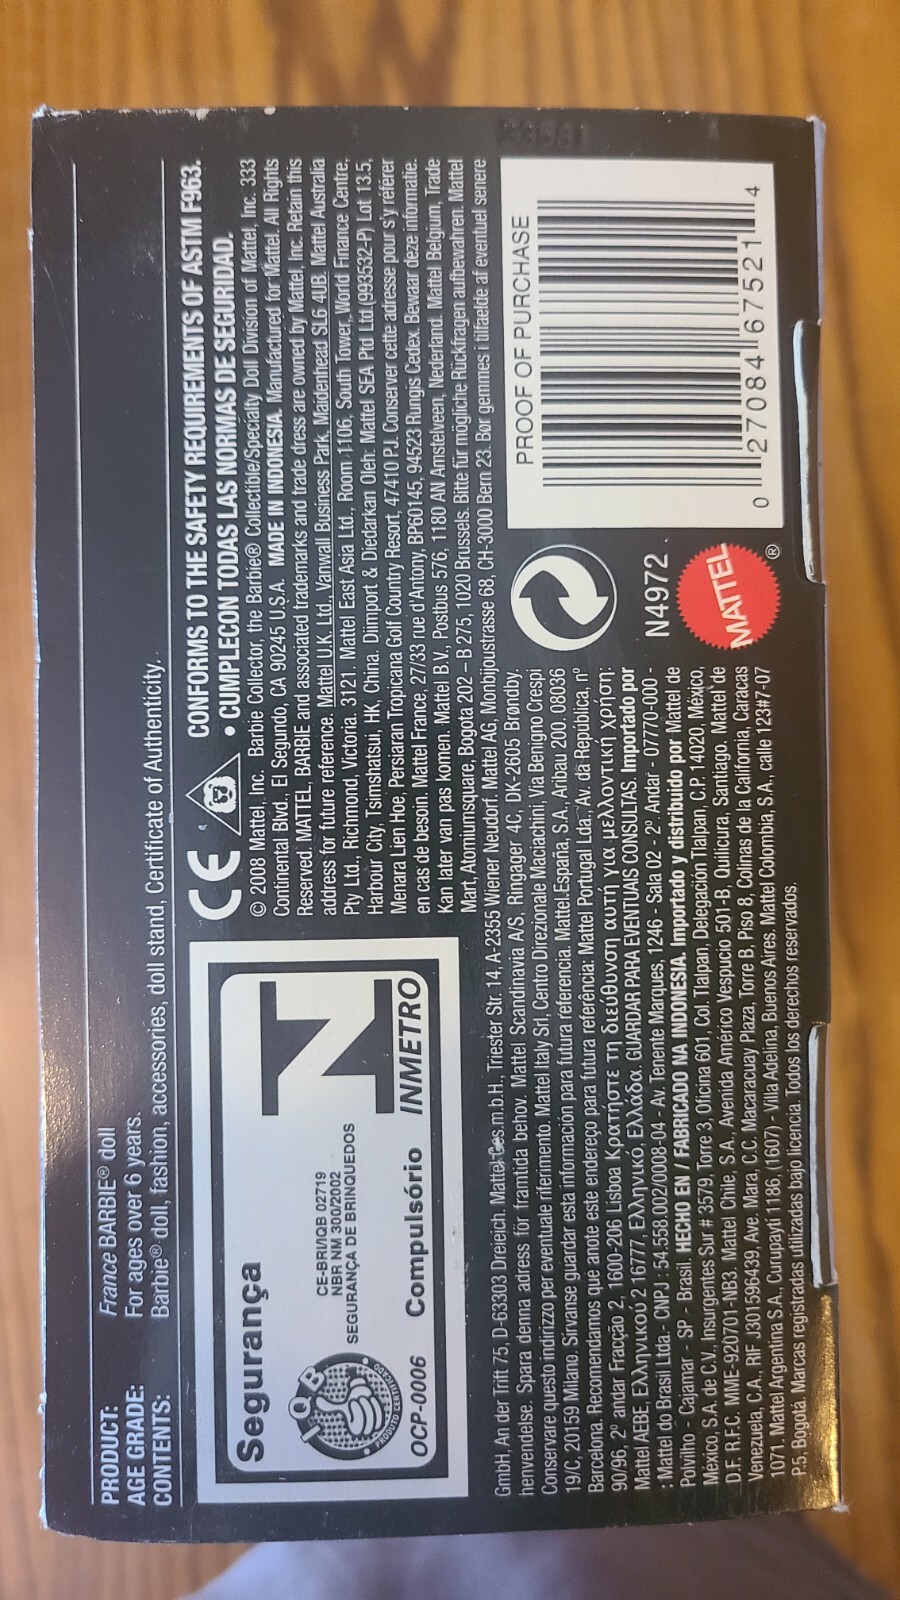 PRODUCT: France BARBIE® doll
AGE GRADE: For ages over 6 years.
CONTENTS: Barbie® doll, fashion, accessories, doll stand, Certificate of Authenticity.
Segurança
CE-BRI/IQB 02719
NBR NM 300/2002
SEGURANÇA DE BRINQUEDOS
IQB
PRODUTO CERTIFICADO
OCP-0006 Compulsório INMETRO
CE
CONFORMS TO THE SAFETY REQUIREMENTS OF ASTM F963.
• CUMPLECON TODAS LAS NORMAS DE SEGURIDAD.
© 2008 Mattel, Inc. Barbie Collector, the Barbie® Collectible/Specialty Doll Division of Mattel, Inc. 333
Continental Blvd., El Segundo, CA 90245 U.S.A. MADE IN INDONESIA. Manufactured for Mattel. All Rights
Reserved. MATTEL, BARBIE and associated trademarks and trade dress are owned by Mattel, Inc. Retain this
address for future reference. Mattel U.K. Ltd., Vanwall Business Park, Maidenhead SL6 4UB. Mattel Australia
Pty Ltd., Richmond, Victoria. 3121. Mattel East Asia Ltd., Room 1106, South Tower, World Finance Centre,
Harbour City, Tsimshatsui, HK, China. Diimport & Diedarkan Oleh: Mattel SEA Ptd Ltd.(993532-P) Lot 13.5,
Menara Lien Hoe, Persiaran Tropicana Golf Country Resort, 47410 PJ. Conserver cette adresse pour s'y référer
en cas de besoin. Mattel France, 27/33 rue d'Antony, BP60145, 94523 Rungis Cedex. Bewaar deze informatie.
Kan later van pas komen. Mattel B.V., Postbus 576, 1180 AN Amstelveen, Nederland. Mattel Belgium, Trade
Mart, Atomiumsquare, Bogota 202 – B 275, 1020 Brussels. Bitte für mögliche Rückfragen aufbewahren. Mattel
GmbH, An der Trift 75, D-63303 Dreieich. Mattel Ges.m.b.H., Triester Str. 14, A-2355 Wiener Neudorf. Mattel AG, Monbijoustrasse 68, CH-3000 Bern 23. Bor gemmes i tilfælde af eventuel senere
henvendelse. Spara denna adress för framtida behov. Mattel Scandinavia A/S, Ringager 4C, DK-2605 Brøndby.
Conservare questo indirizzo per eventuale riferimento. Mattel Italy Srl, Centro Direzionale Maciachini, Via Benigno Crespi
19/C, 20159 Milano. Sírvanse guardar esta información para futura referencia. Mattel España, S.A., Aribau 200. 08036
Barcelona. Recomendamos que anote este endereço para futura referência: Mattel Portugal Lda., Av. da República, nº
90/96, 2º andar Fracção 2, 1600-206 Lisboa Κρατήστε τη διεύθυνση αυτή για μελλοντική χρήση:
Mattel AEBE, Ελληνικού 2 16777, Ελληνικό, Ελλάδα. GUARDAR PARA EVENTUAIS CONSULTAS Importado por
: Mattel do Brasil Ltda.- CNPJ : 54.558.002/0008-04 - Av. Tenente Marques, 1246 - Sala 02 - 2º. Andar - 07770-000 -
Polvilho - Cajamar - SP - Brasil. HECHO EN / FABRICADO NA INDONESIA. Importado y distribuido por Mattel de
México, S.A. de C.V., Insurgentes Sur # 3579, Torre 3, Oficina 601, Col. Tlalpan, Delegación Tlalpan, C.P. 14020, México,
D.F. R.F.C. MME-920701-NB3. Mattel Chile, S.A., Avenida Américo Vespucio 501-B, Quilicura, Santiago. Mattel de
Venezuela, C.A., RIF J301596439, Ave. Mara, C.C. Macaracuay Plaza, Torre B, Piso 8, Colinas de la California, Caracas
1071. Mattel Argentina S.A., Curupaytí 1186, (1607) - Villa Adelina, Buenos Aires. Mattel Colombia, S.A., calle 123#7-07
P.5, Bogotá. Marcas registradas utilizadas bajo licencia. Todos los derechos reservados.
N4972
MATTEL®
PROOF OF PURCHASE
0 27084 67521 4